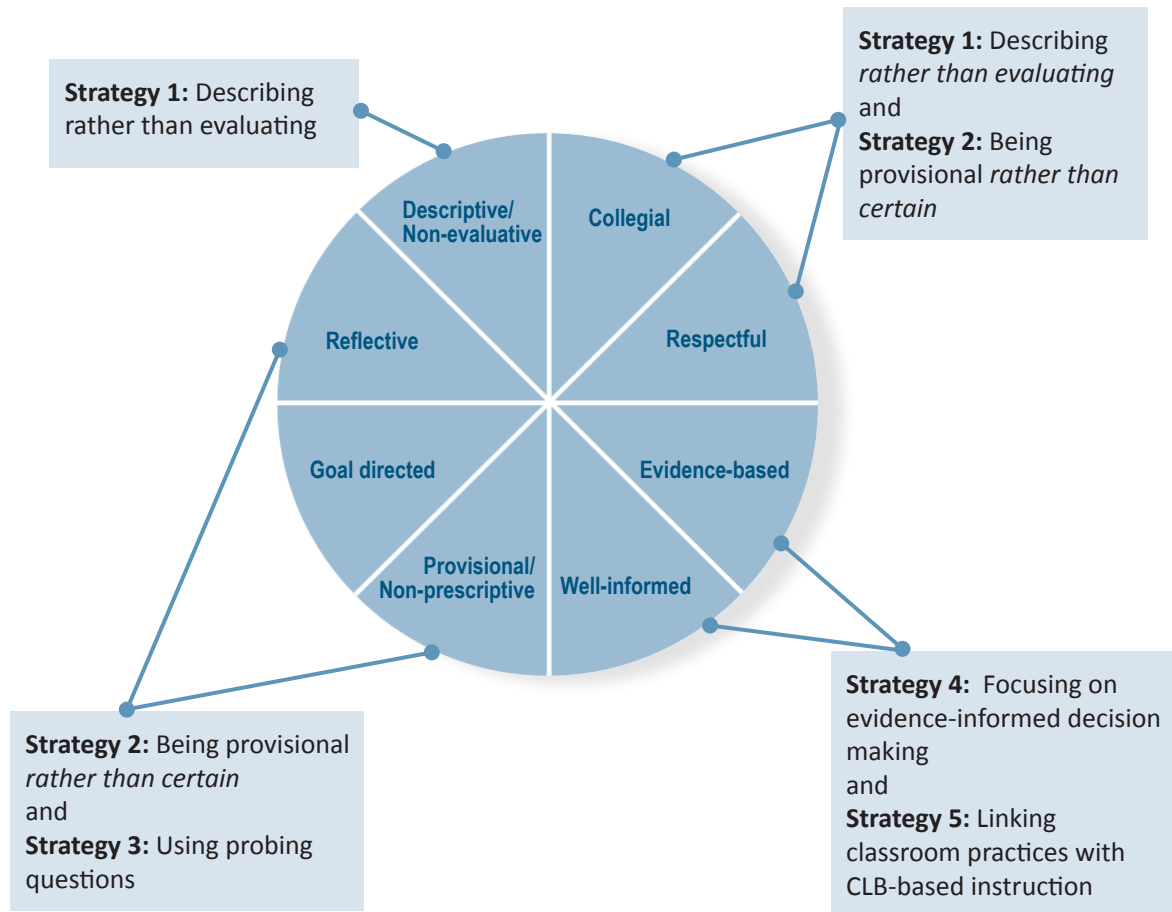 Strategy 1: Describing
rather than evaluating
Strategy 1: Describing
rather than evaluating
and
Strategy 2: Being
provisional rather than
certain
Descriptive/
Non-evaluative
Collegial
Reflective
Respectful
Goal directed
Evidence-based
Provisional/
Non-prescriptive
Well-informed
Strategy 2: Being provisional
rather than certain
and
Strategy 3: Using probing
questions
Strategy 4: Focusing on
evidence-informed decision
making
and
Strategy 5: Linking
classroom practices with
CLB-based instruction